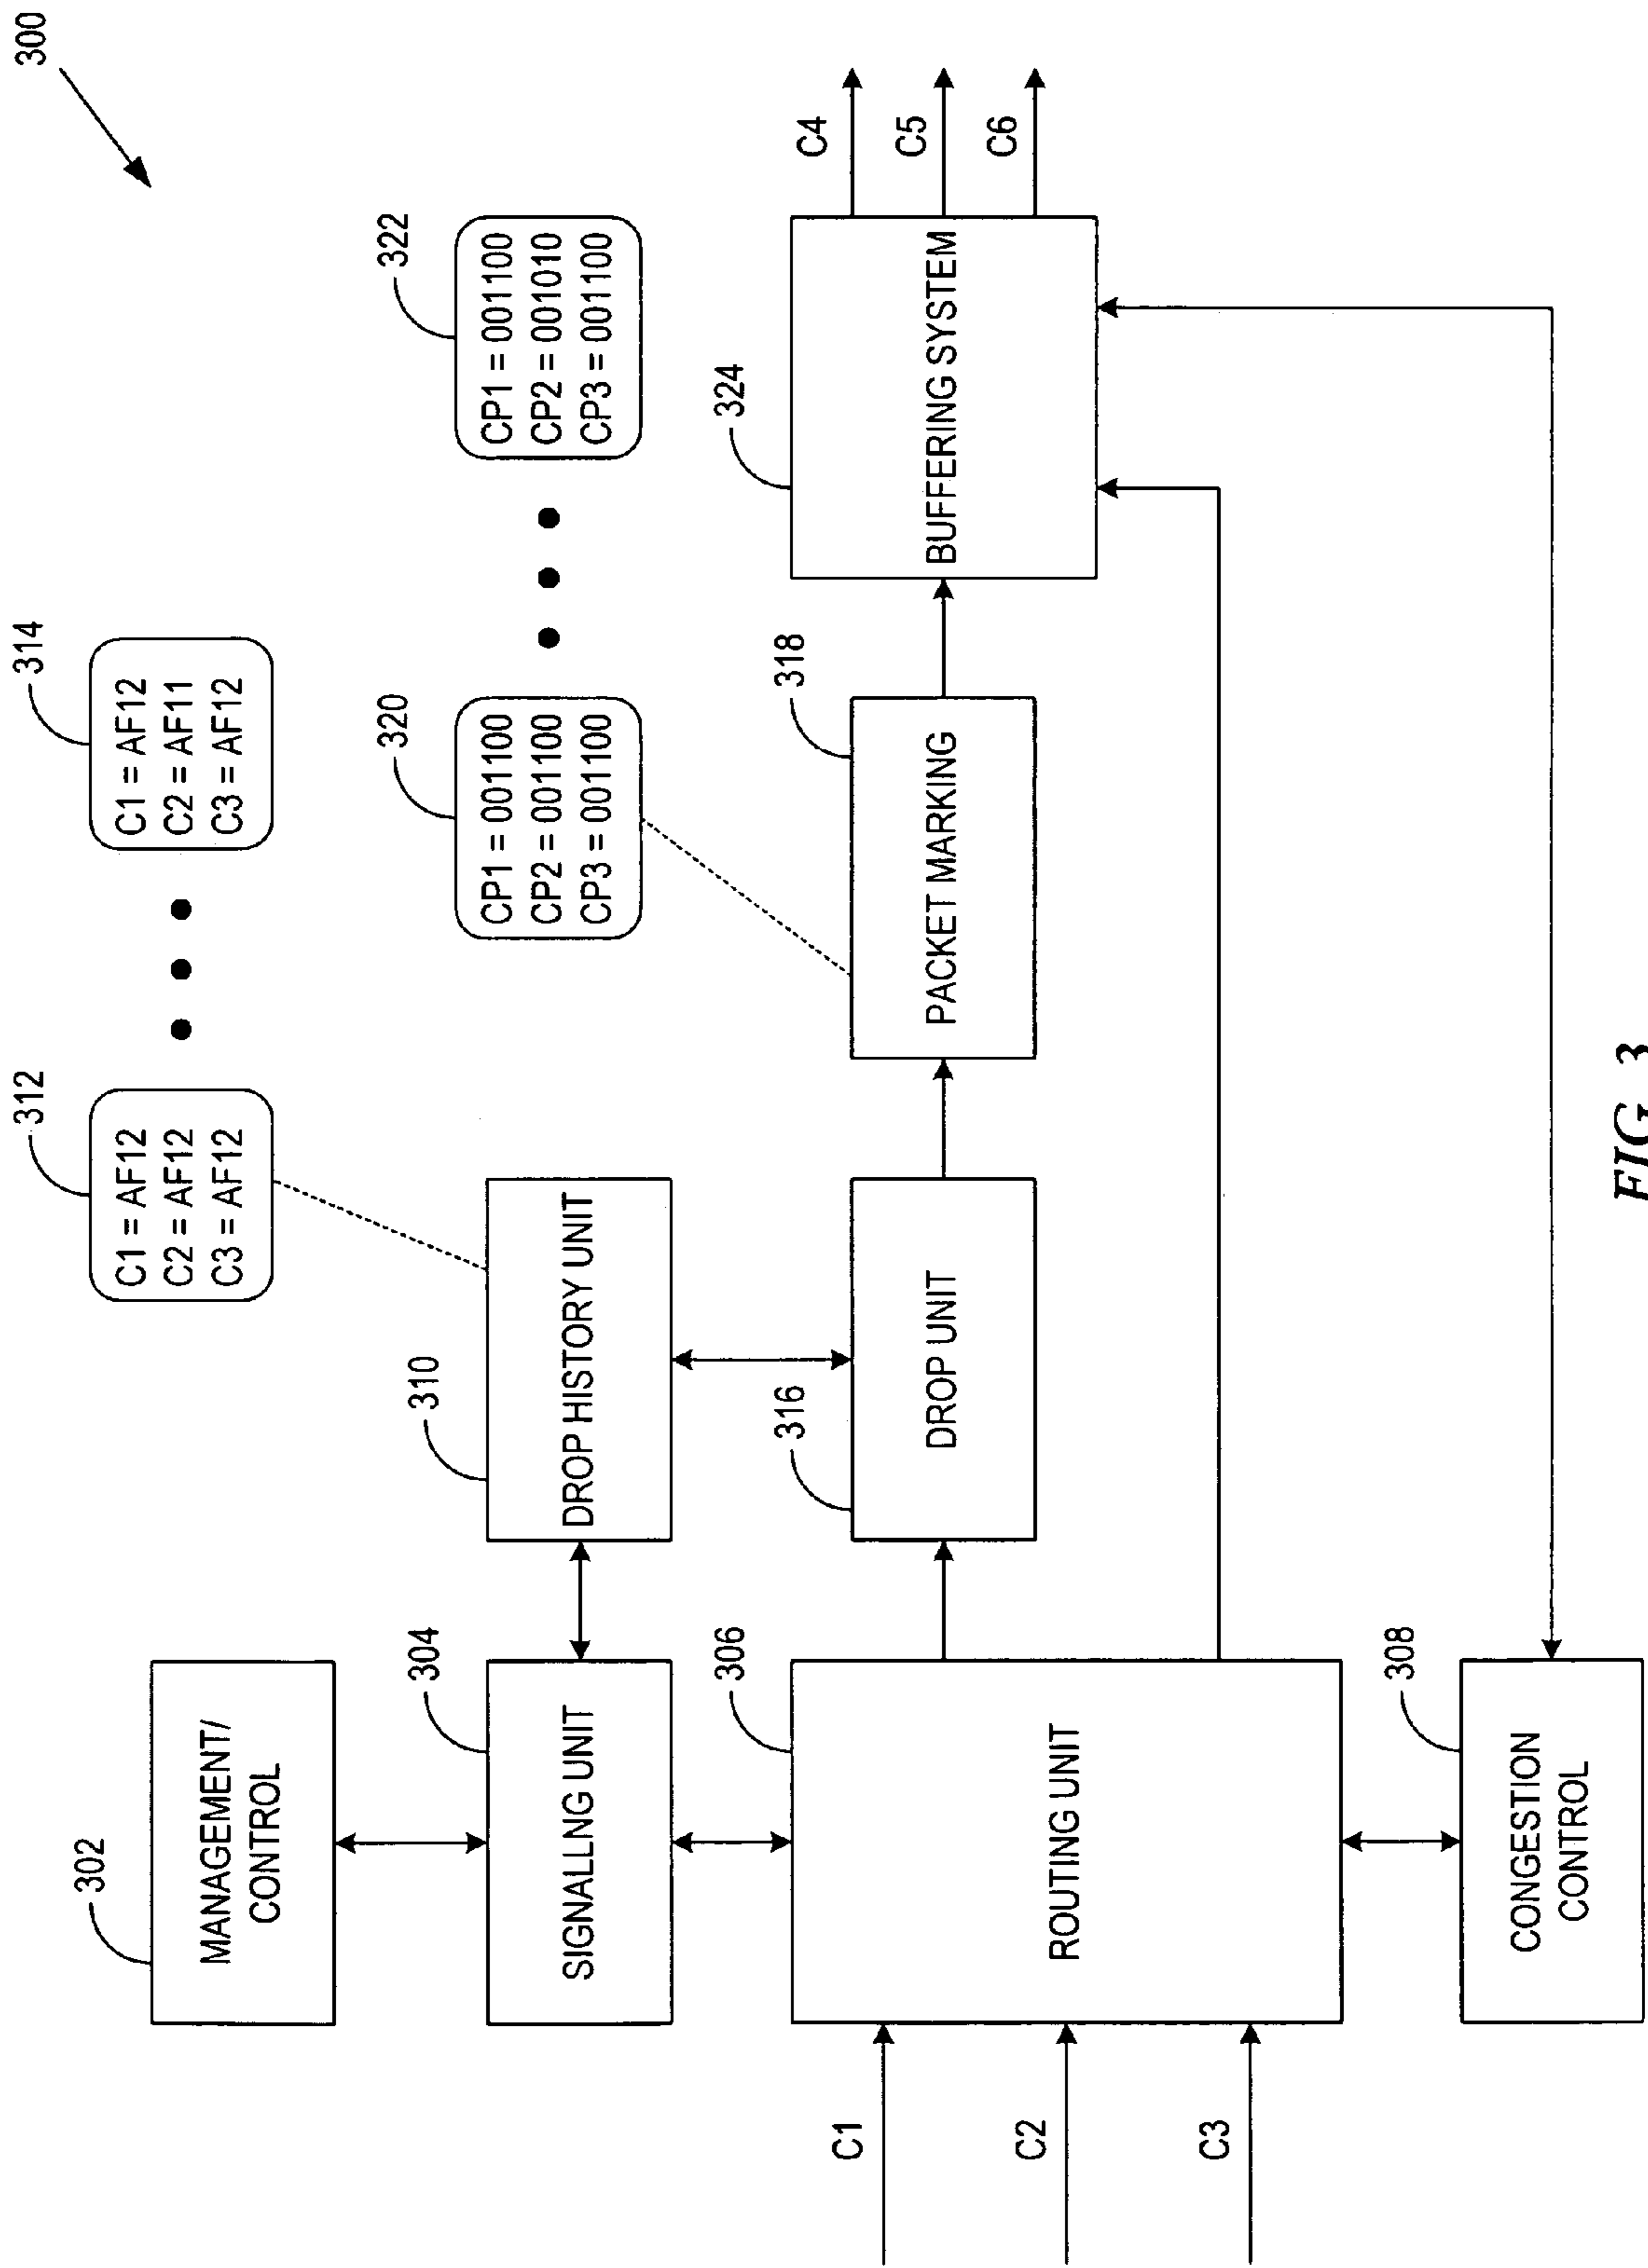 300
312
C1 = AF12
C2 = AF12
C3 = AF12
314
C1 = AF12
C2 = AF11
C3 = AF12
302
MANAGEMENT/
CONTROL
320
CP1 = 001100
CP2 = 001100
CP3 = 001100
322
CP1 = 001100
CP2 = 001010
CP3 = 001100
304
SIGNALLNG UNIT
310
DROP HISTORY UNIT
306
ROUTING UNIT
316
DROP UNIT
318
PACKET MARKING
324
BUFFERING SYSTEM
C1
C2
C3
C4
C5
C6
308
CONGESTION
CONTROL
FIG. 3